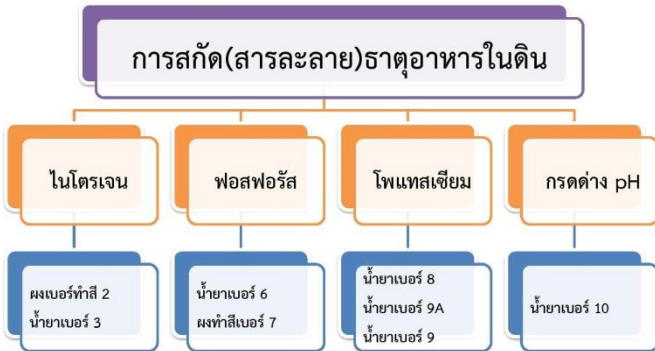 การสกัด(สารละลาย)ธาตุอาหารในดิน
ไนโตรเจน
ฟอสฟอรัส
โพแทสเซียม
กรดด่าง pH
ผงเบอร์ทำสี 2
น้ำยาเบอร์ 3
น้ำยาเบอร์ 6
ผงทำสีเบอร์ 7
น้ำยาเบอร์ 8
น้ำยาเบอร์ 9A
น้ำยาเบอร์ 9
น้ำยาเบอร์ 10